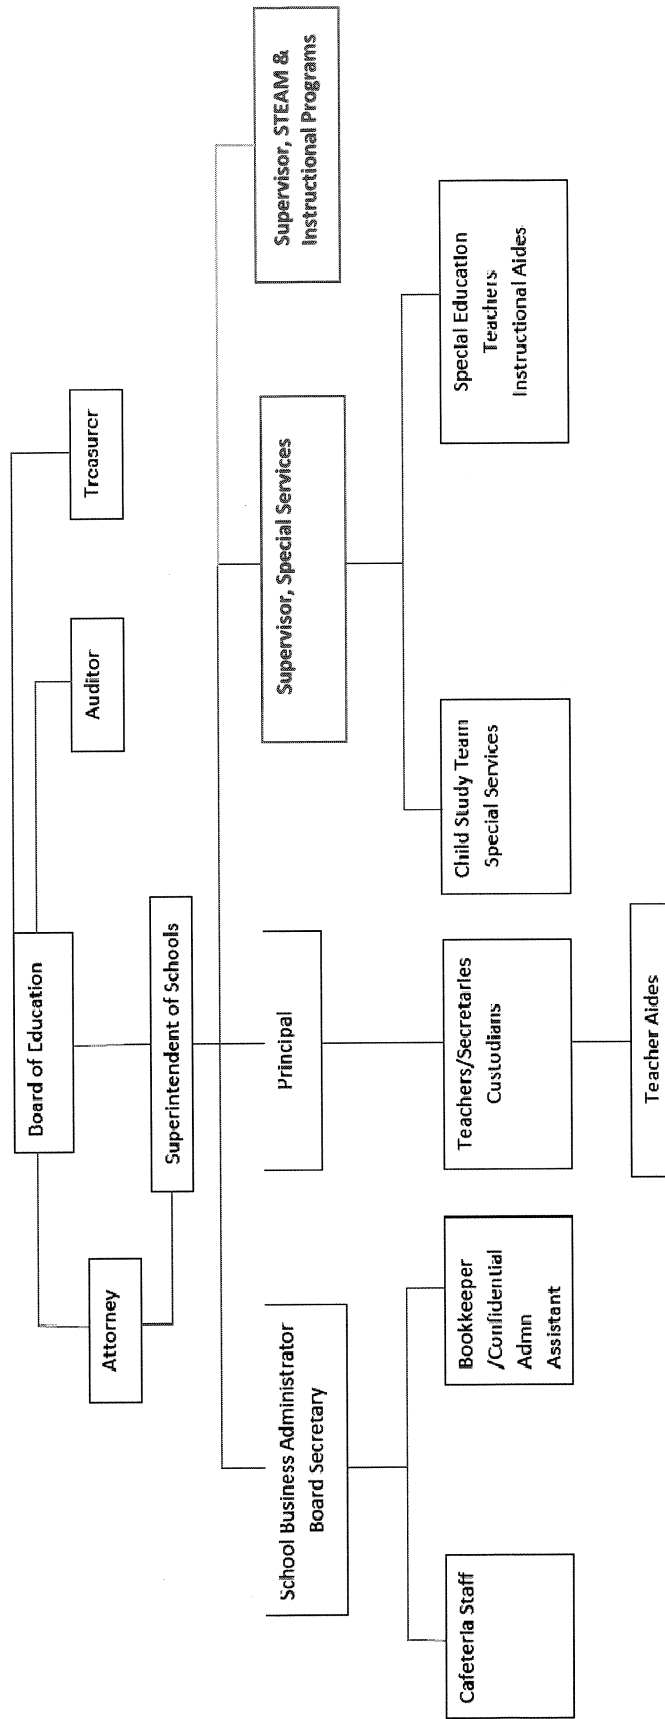 Board of Education
Attorney
Auditor
Treasurer
Superintendent of Schools
School Business Administrator
Board Secretary
Principal
Supervisor, Special Services
Supervisor, STEAM &
Instructional Programs
Cafeteria Staff
Bookkeeper
/Confidential
Admn
Assistant
Teachers/Secretaries
Custodians
Child Study Team
Special Services
Special Education
Teachers
Instructional Aides
Teacher Aides